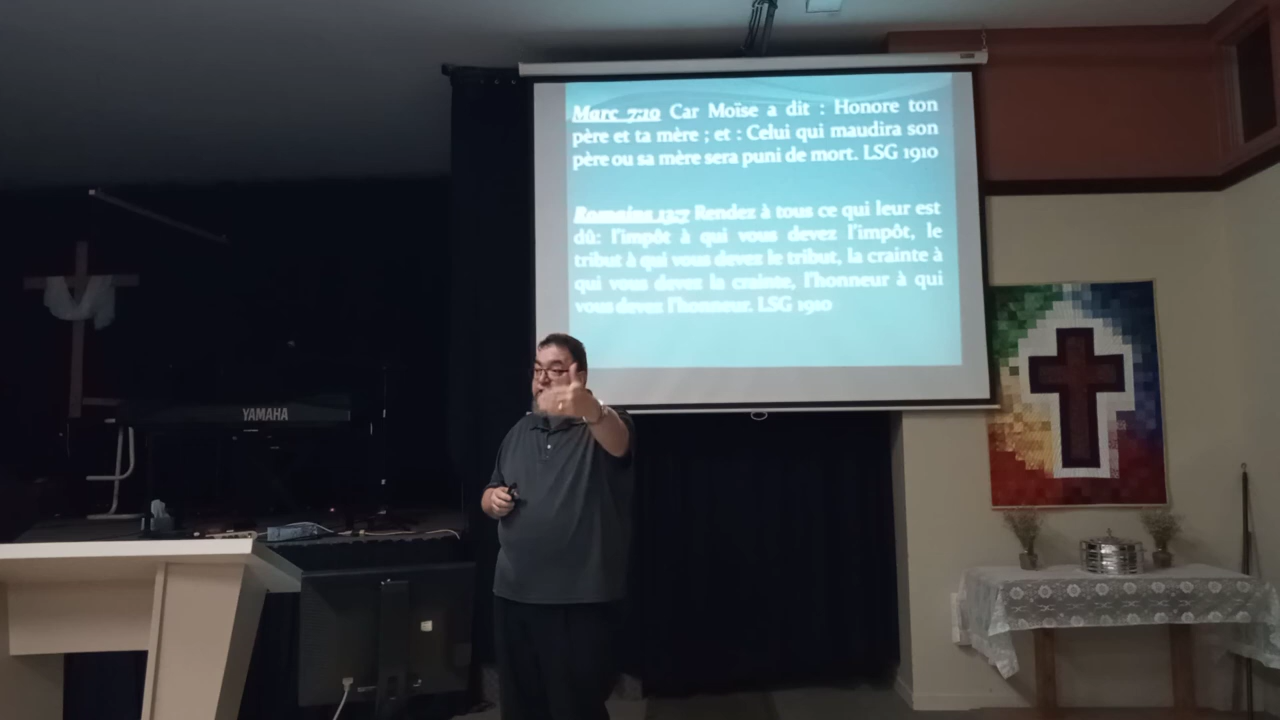 Marc 7:10 Car Moïse a dit : Honore ton
père et ta mère ; et : Celui qui maudira son
père ou sa mère sera puni de mort. LSG 1910
Romains 13:7 Rendez à tous ce qui leur est
dû: l'impôt à qui vous devez l'impôt, le
tribut à qui vous devez le tribut, la crainte à
qui vous devez la crainte, l'honneur à qui
vous devez l'honneur. LSG 1910
YAMAHA